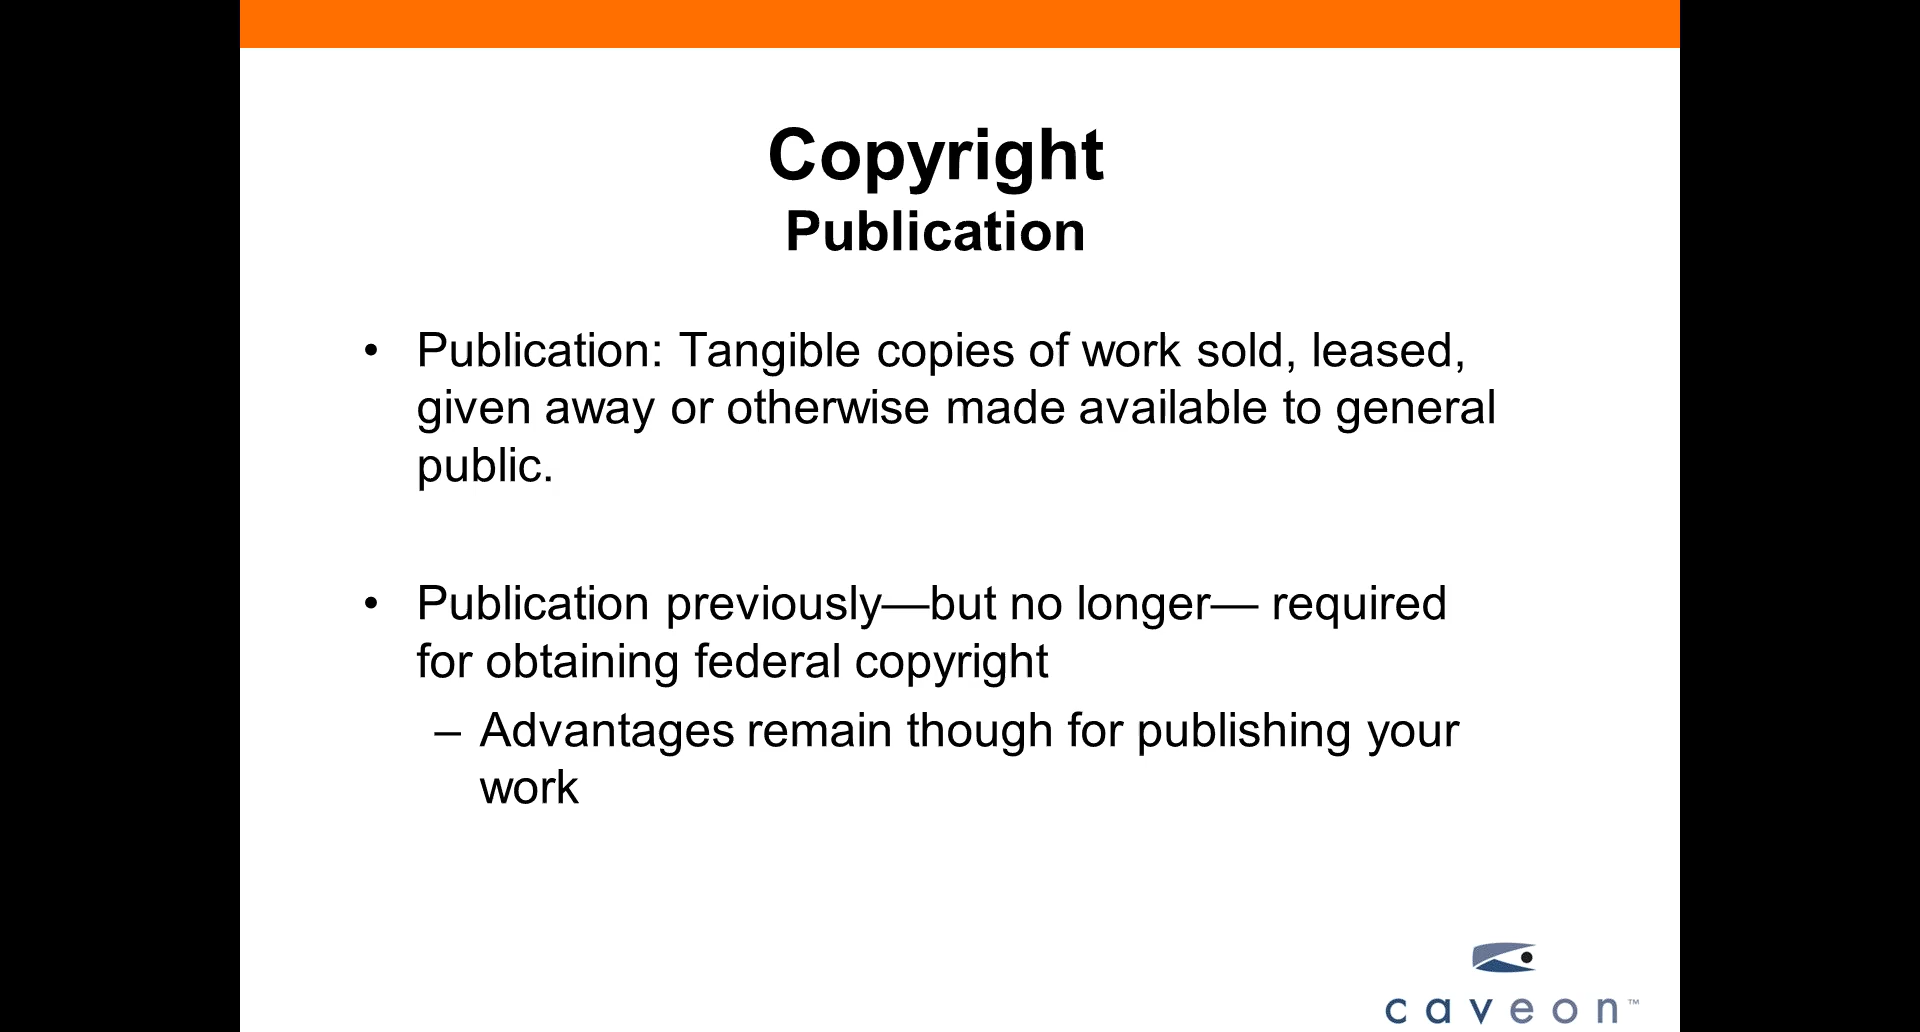 Copyright
Publication
• Publication: Tangible copies of work sold, leased,
given away or otherwise made available to general
public.
• Publication previously—but no longer— required
for obtaining federal copyright
– Advantages remain though for publishing your
work
caveon™